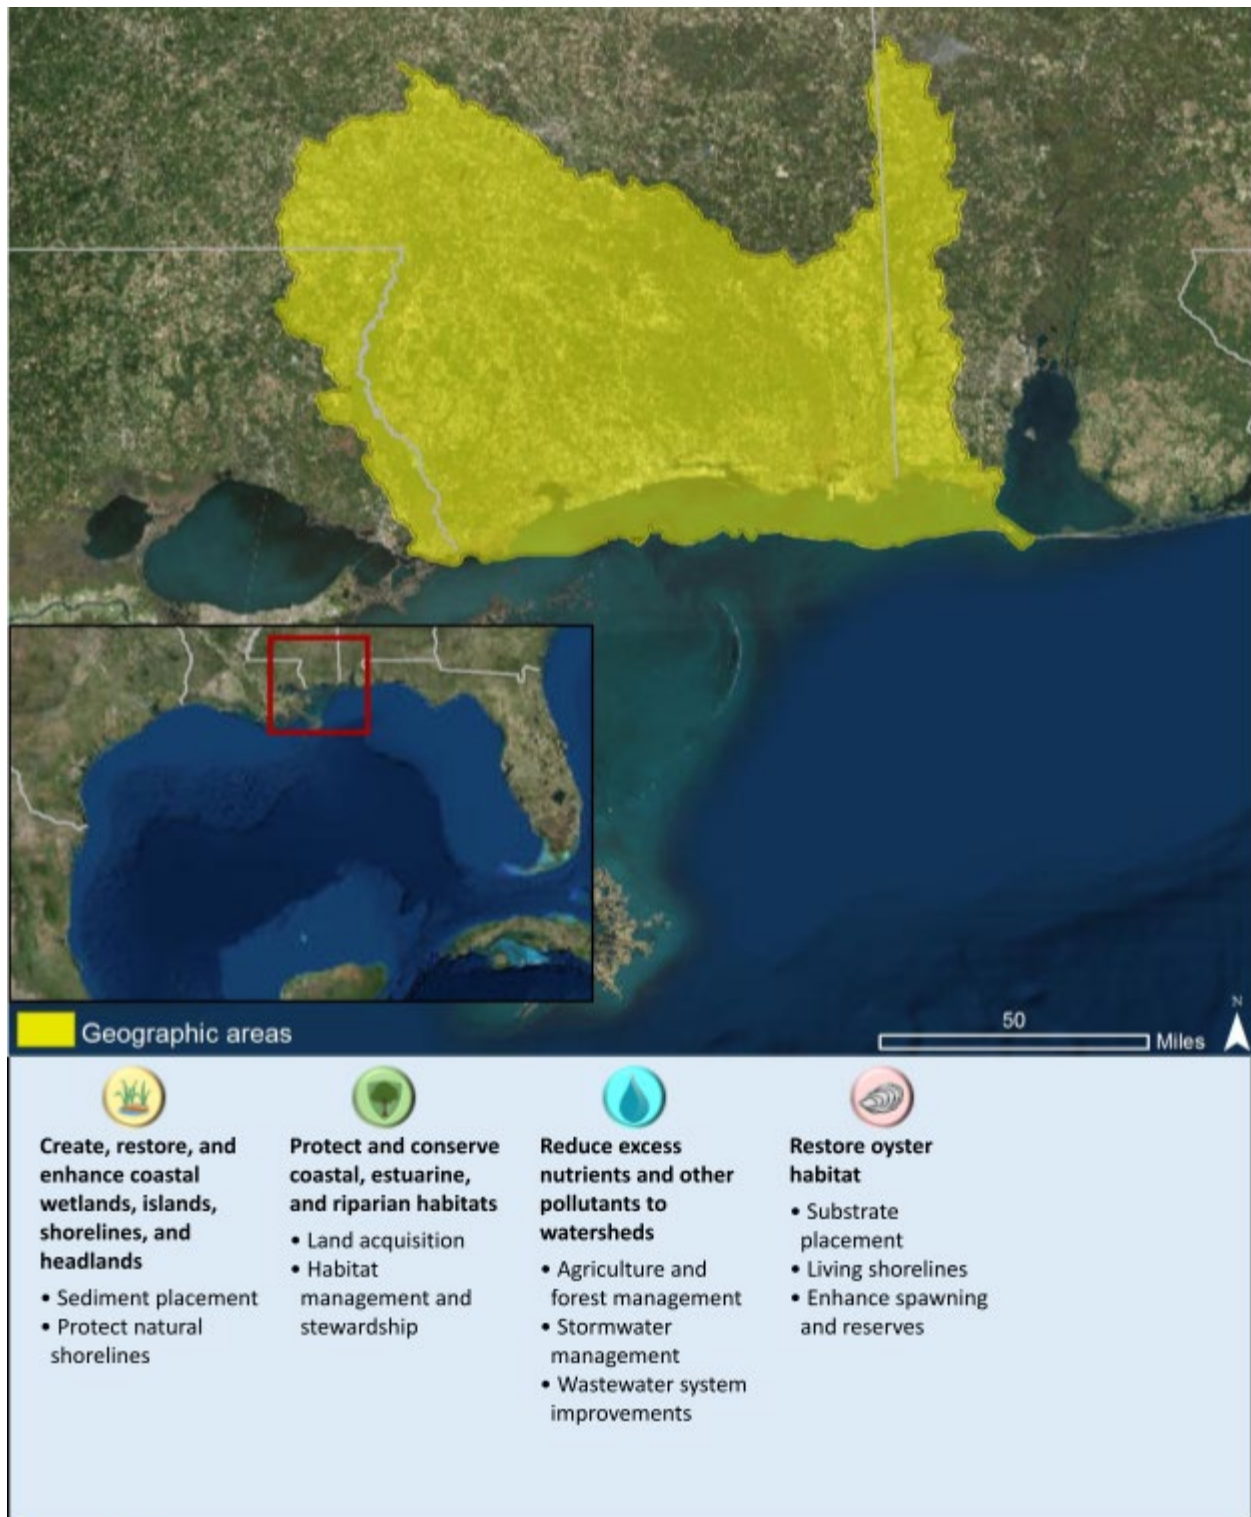 N
50
Miles
Geographic areas
Create, restore, and
enhance coastal
wetlands, islands,
shorelines, and
headlands
• Sediment placement
• Protect natural
shorelines
Protect and conserve
coastal, estuarine,
and riparian habitats
• Land acquisition
• Habitat
management and
stewardship
Reduce excess
nutrients and other
pollutants to
watersheds
• Agriculture and
forest management
• Stormwater
management
• Wastewater system
improvements
Restore oyster
habitat
• Substrate
placement
• Living shorelines
• Enhance spawning
and reserves